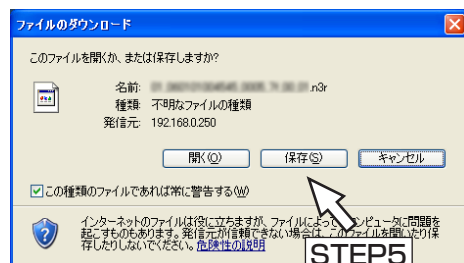 ファイルのダウンロード
このファイルを開くか、または保存しますか?
名前: .n3r
種類: 不明なファイルの種類
発信元: 192.168.0.250
開く(O) 保存(S) キャンセル
この種類のファイルであれば常に警告する(W)
インターネットのファイルは役に立ちますが、ファイルによってコンピュータに問題を
起こすものもあります。発信元が信頼できない場合は、このファイルを開いたり保
存したりしないでください。危険性の説明
STEP5